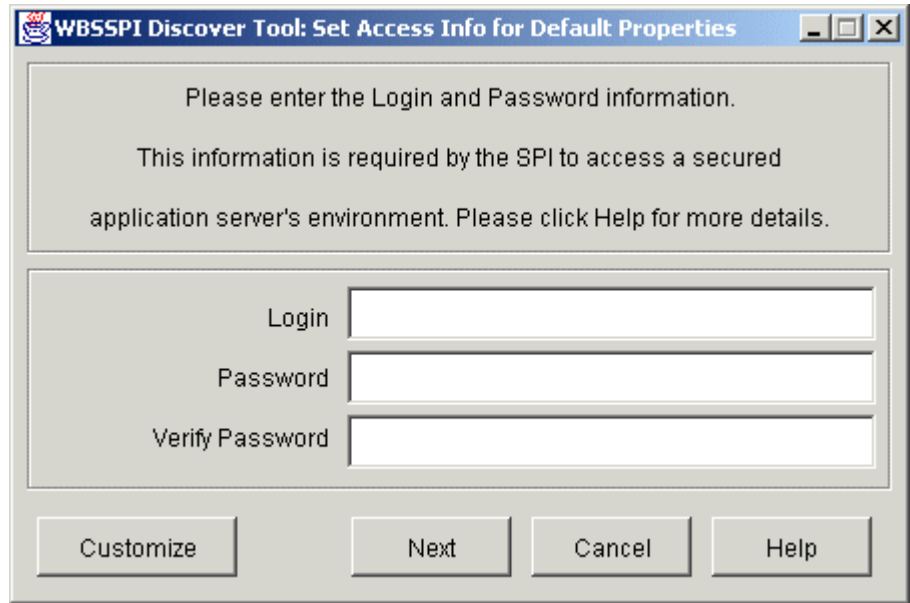 WBSSPI Discover Tool: Set Access Info for Default Properties
Please enter the Login and Password information.
This information is required by the SPI to access a secured
application server's environment. Please click Help for more details.
Login
Password
Verify Password
Customize Next Cancel Help